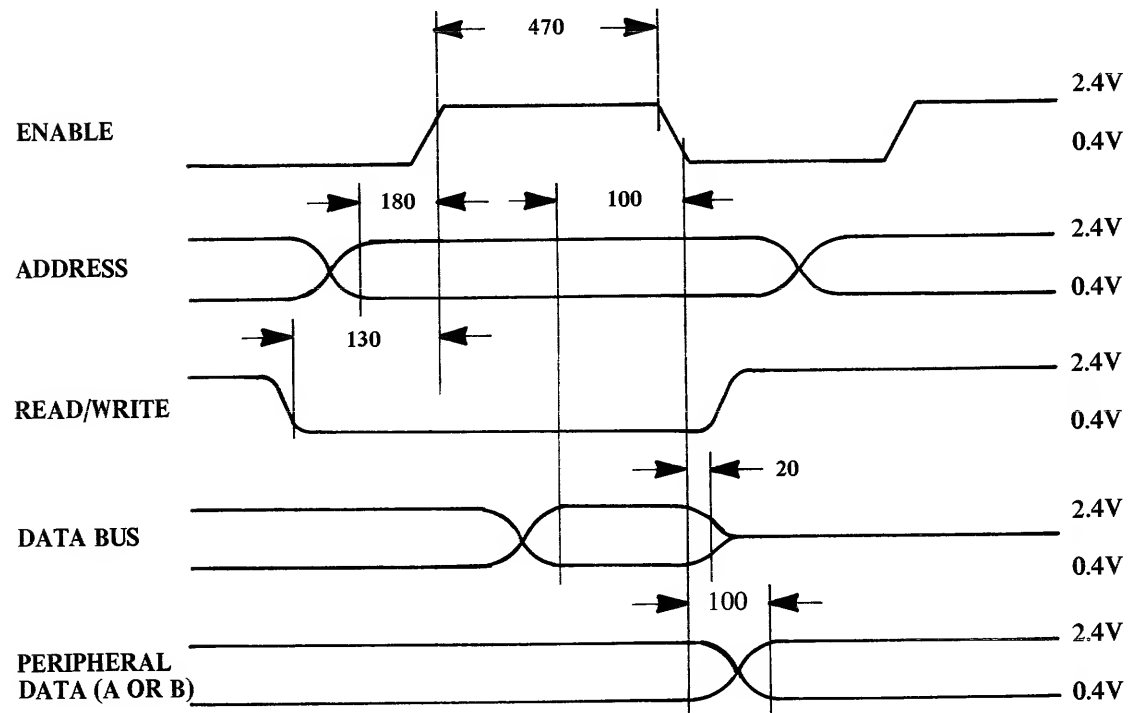 470
2.4V
ENABLE
0.4V
180
100
2.4V
ADDRESS
0.4V
130
2.4V
READ/WRITE
0.4V
20
2.4V
DATA BUS
0.4V
100
2.4V
PERIPHERAL
DATA (A OR B)
0.4V